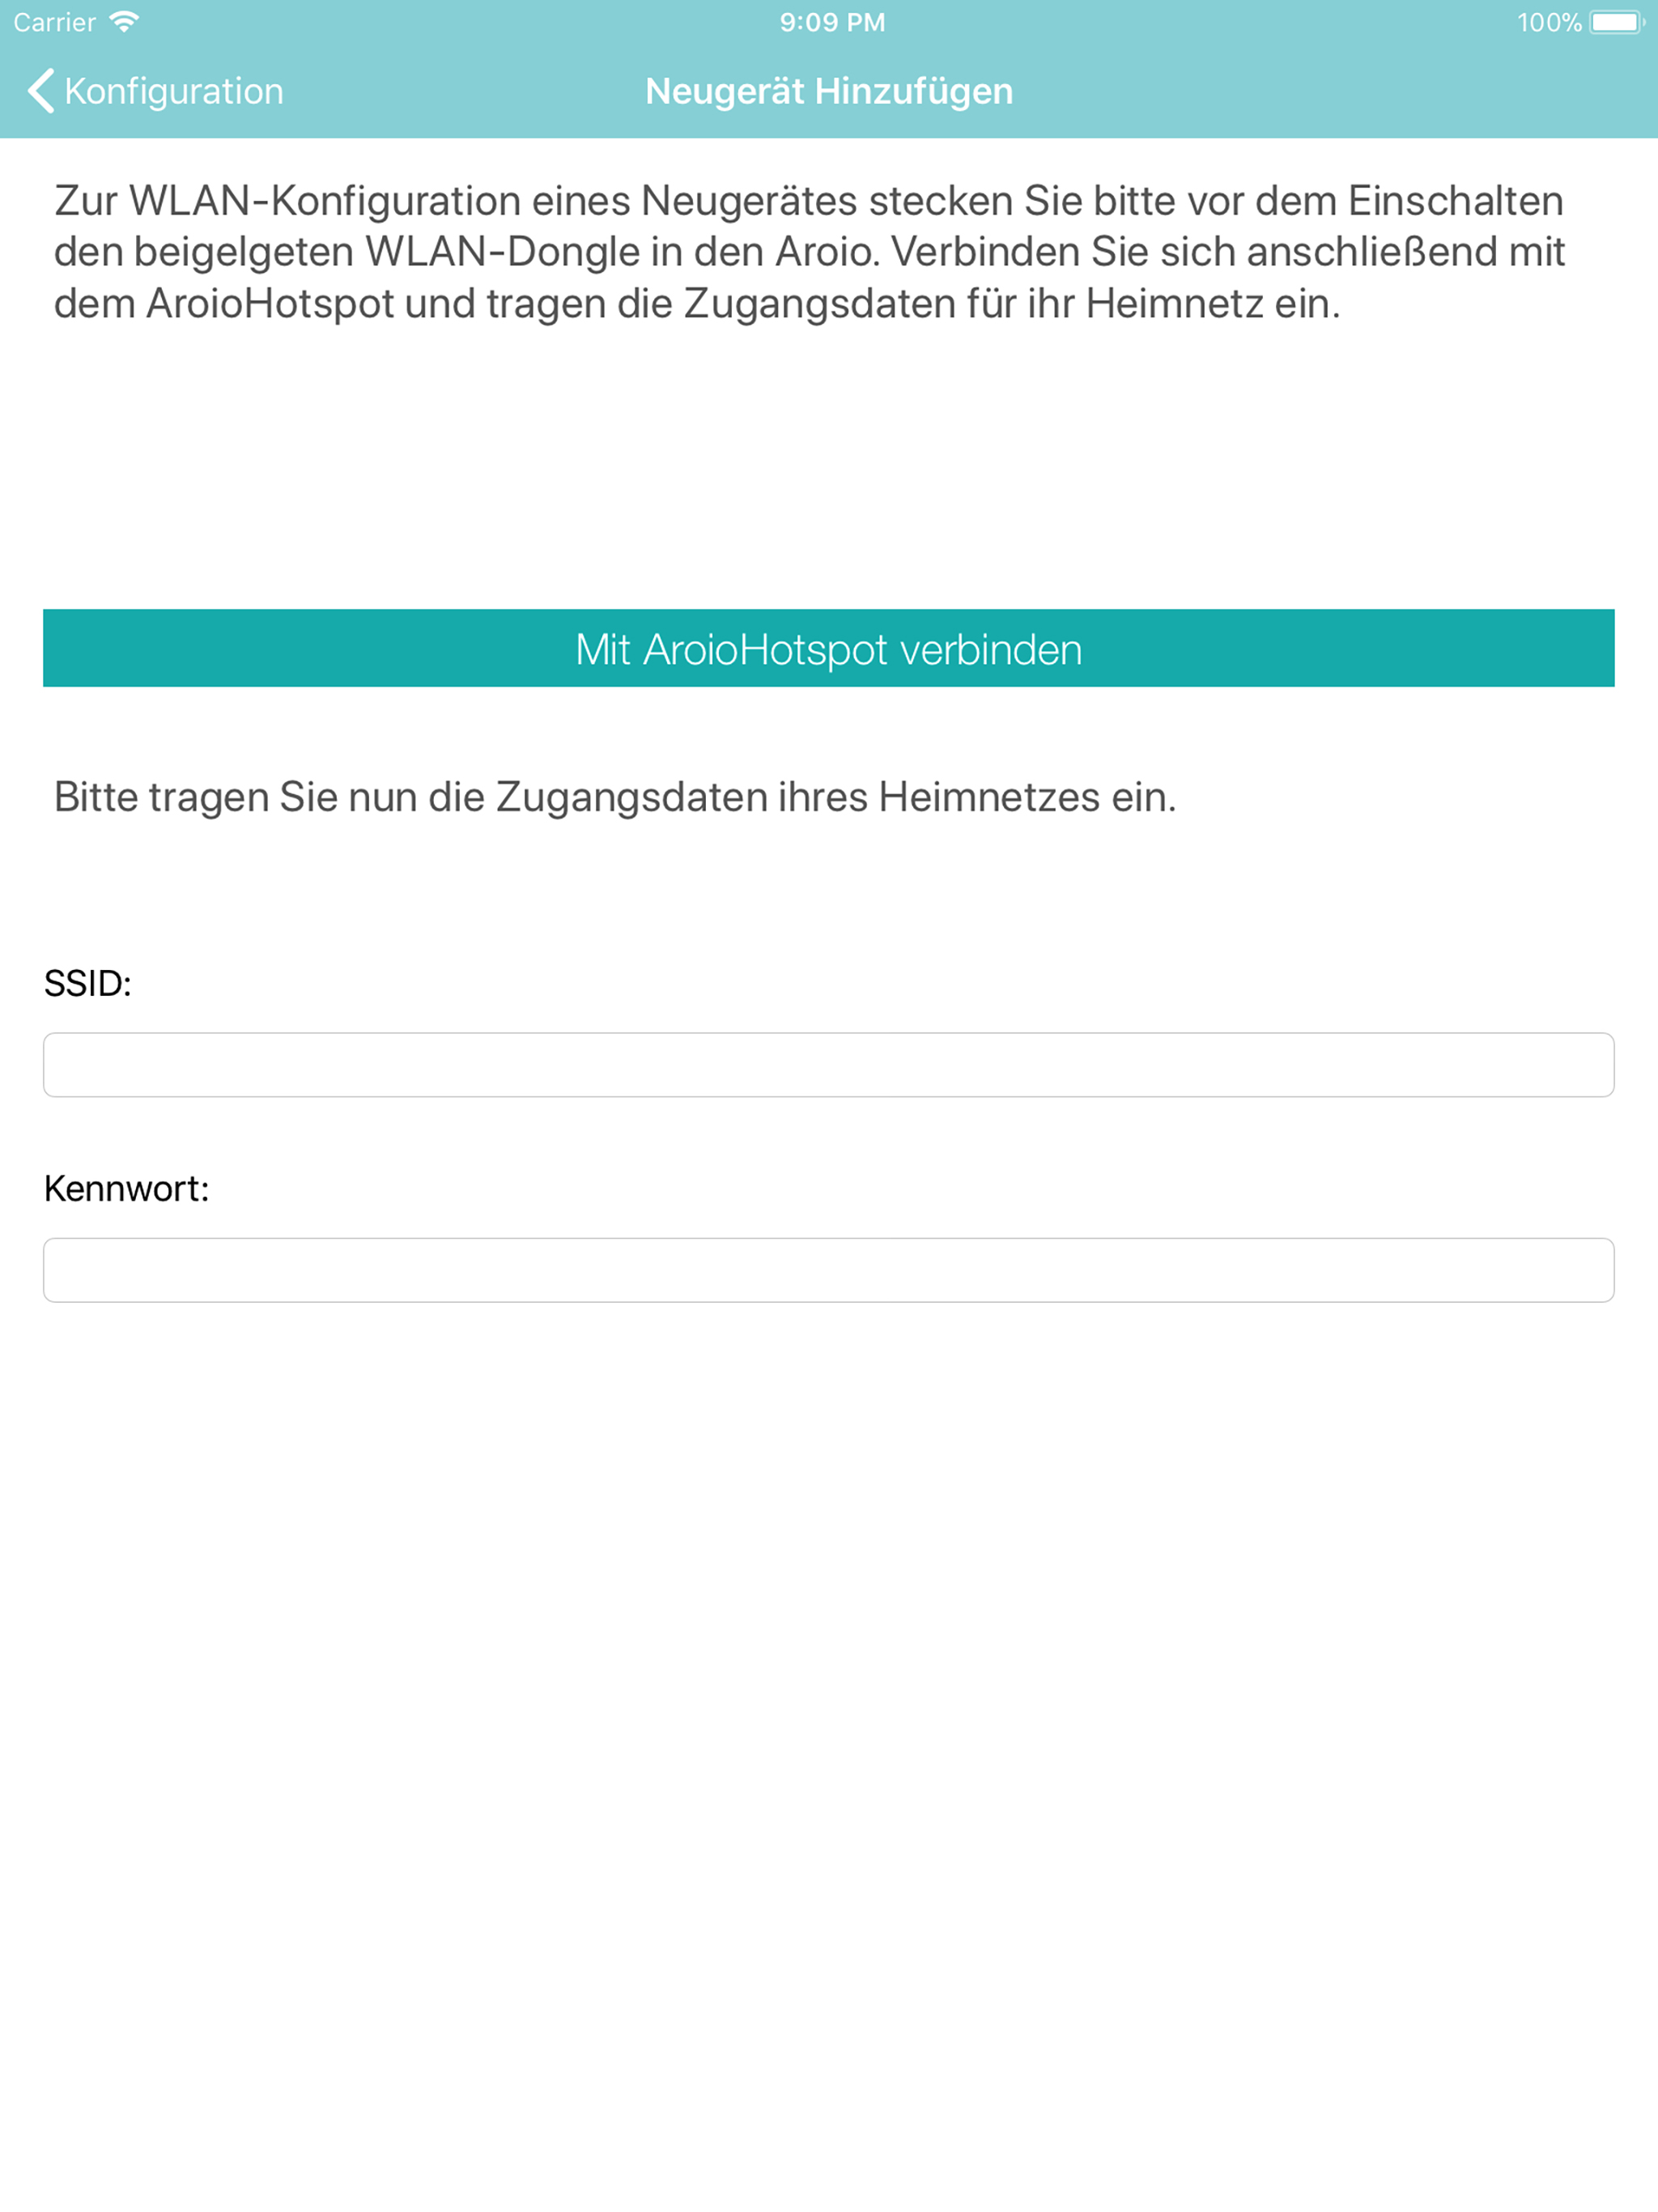 Carrier 9:09 PM 100%
Konfiguration Neugerät Hinzufügen
Zur WLAN-Konfiguration eines Neugerätes stecken Sie bitte vor dem Einschalten
den beigelgeten WLAN-Dongle in den Aroio. Verbinden Sie sich anschließend mit
dem AroioHotspot und tragen die Zugangsdaten für ihr Heimnetz ein.
Mit AroioHotspot verbinden
Bitte tragen Sie nun die Zugangsdaten ihres Heimnetzes ein.
SSID:
Kennwort: